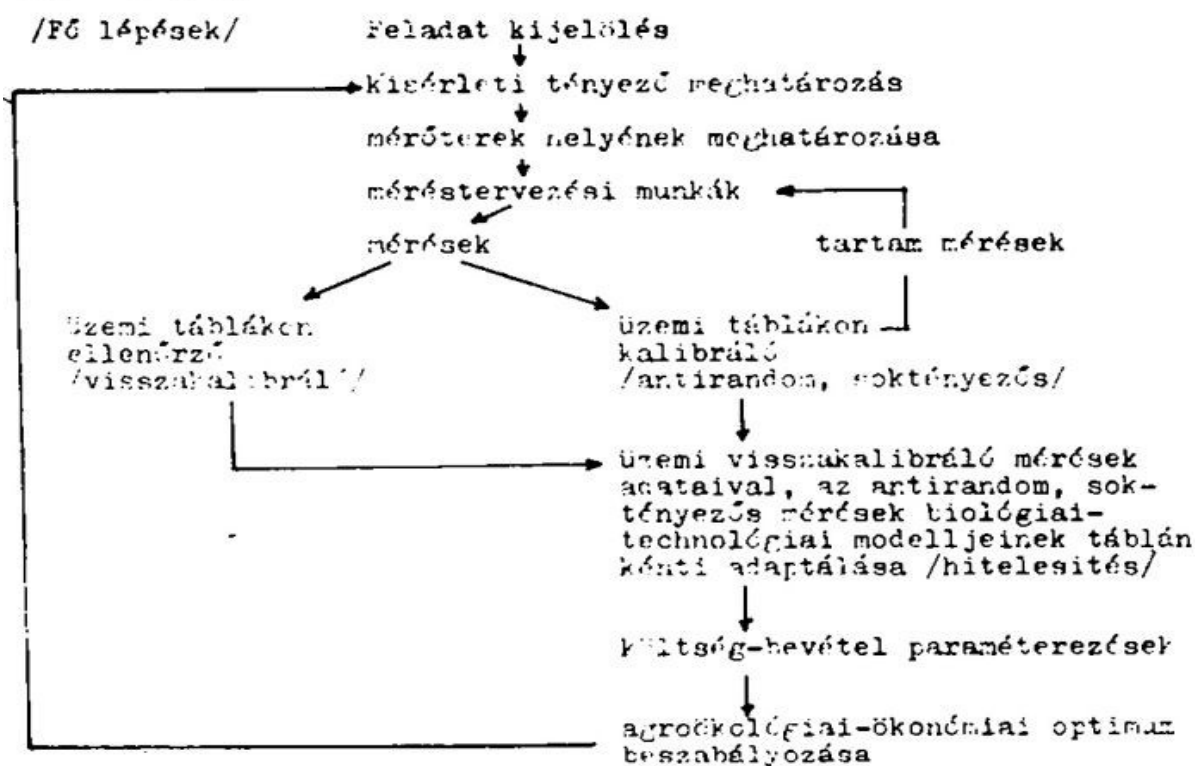 /Fő lépések/
Feladat kijelölés
kisérleti tényező meghatározás
mérőterek helyének meghatározása
méréstervezési munkák
mérések
tartam mérések
üzemi táblákon
ellenőrző
/visszakalibráló/
üzemi táblákon
kalibráló
/antirandom, soktényezős/
üzemi visszakalibráló mérések
adataival, az antirandom, sok-
tényezős mérések biológiai-
technológiai modelljeinek táblán
kénti adaptálása /hitelesités/
költség-bevétel paraméterezések
agroökológiai-ökonómiai optimum
beszabályozása